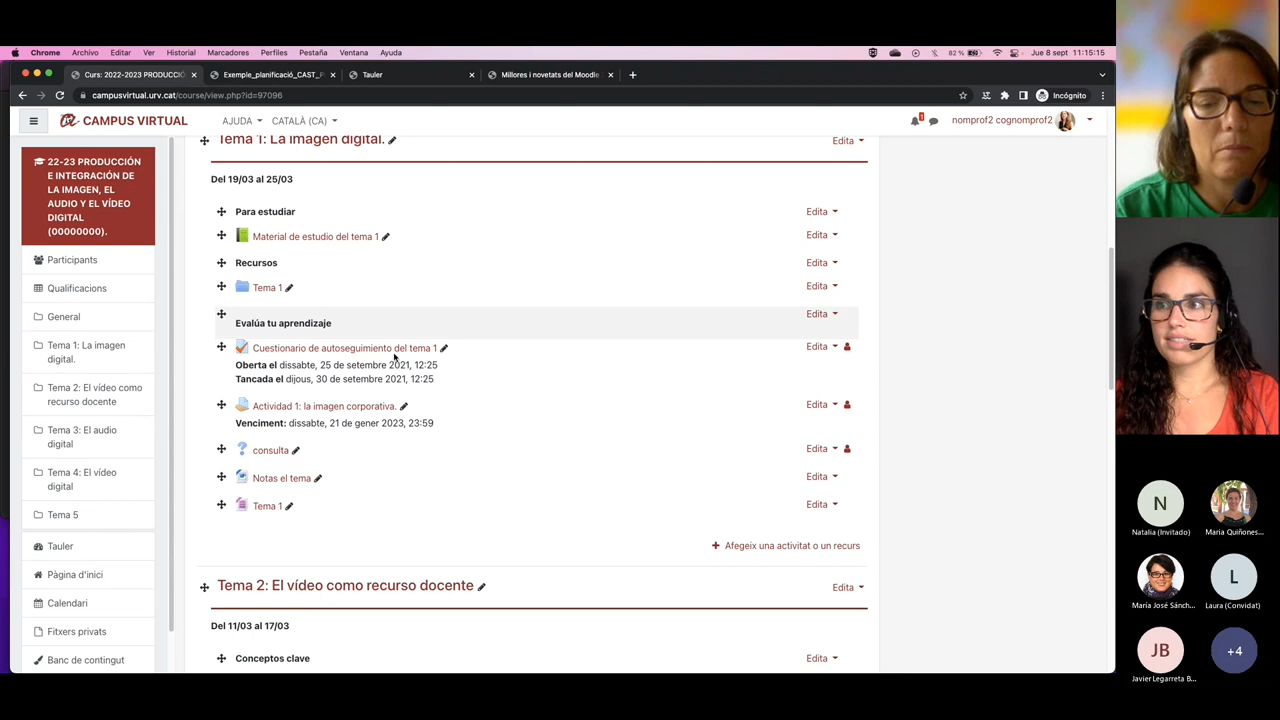 Chrome Arxivo Editar Ver Historial Marcadores Perfiles Pestaña Ventana Ayuda 82 % Jue 8 sept 11:15:15
Curs: 2022-2023 PRODUCCIÓ
Exemple_planificació_CAST_P
Tauler
Millores i novetats del Moodle
campusvirtual.urv.cat/course/view.php?id=97096
Incógnito
CAMPUS VIRTUAL
AJUDA
CATALÀ (CA)
1
nomprof2 cognomprof2
22-23 PRODUCCIÓN
E INTEGRACIÓN DE
LA IMAGEN, EL
AUDIO Y EL VÍDEO
DIGITAL
(00000000).
Participants
Qualificacions
General
Tema 1: La imagen
digital.
Tema 2: El vídeo como
recurso docente
Tema 3: El audio
digital
Tema 4: El vídeo
digital
Tema 5
Tauler
Pàgina d'inici
Calendari
Fitxers privats
Banc de contingut
Tema 1: La imagen digital.
Edita
Del 19/03 al 25/03
Para estudiar
Edita
Material de estudio del tema 1
Edita
Recursos
Edita
Tema 1
Edita
Evalúa tu aprendizaje
Edita
Cuestionario de autoseguimiento del tema 1
Edita
Oberta el dissabte, 25 de setembre 2021, 12:25
Tancada el dijous, 30 de setembre 2021, 12:25
Actividad 1: la imagen corporativa.
Edita
Venciment: dissabte, 21 de gener 2023, 23:59
consulta
Edita
Notas el tema
Edita
Tema 1
Edita
Afegeix una activitat o un recurs
Tema 2: El vídeo como recurso docente
Edita
Del 11/03 al 17/03
Conceptos clave
Edita
N
Natalia (Invitado)
Maria Quiñones...
María José Sánch...
L
Laura (Convidat)
JB
Javier Legarreta B...
+4